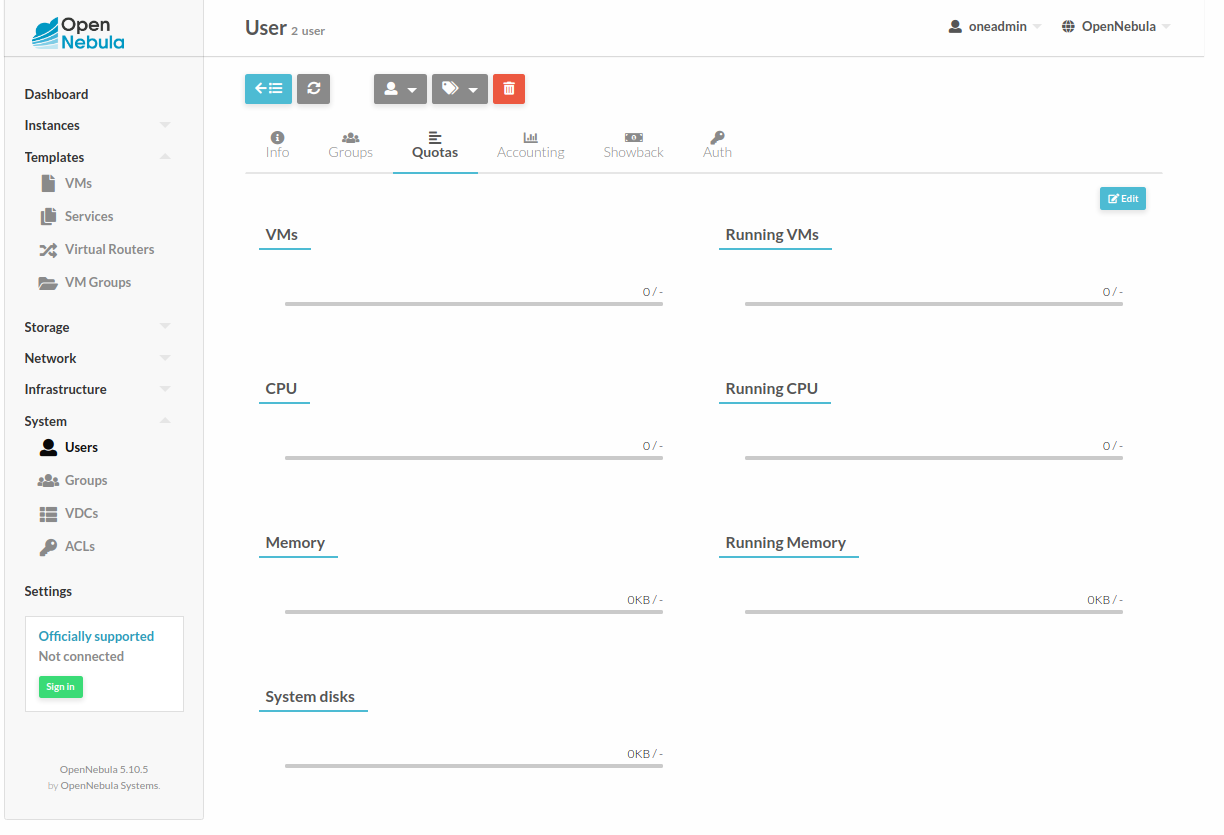 Open
Nebula
User 2 user
oneadmin
OpenNebula
Dashboard
Instances
Templates
VMs
Services
Virtual Routers
VM Groups
Storage
Network
Infrastructure
System
Users
Groups
VDCs
ACLs
Settings
Officially supported
Not connected
Sign in
OpenNebula 5.10.5
by OpenNebula Systems.
Info
Groups
Quotas
Accounting
Showback
Auth
Edit
VMs
0 / -
Running VMs
0 / -
CPU
0 / -
Running CPU
0 / -
Memory
0KB / -
Running Memory
0KB / -
System disks
0KB / -